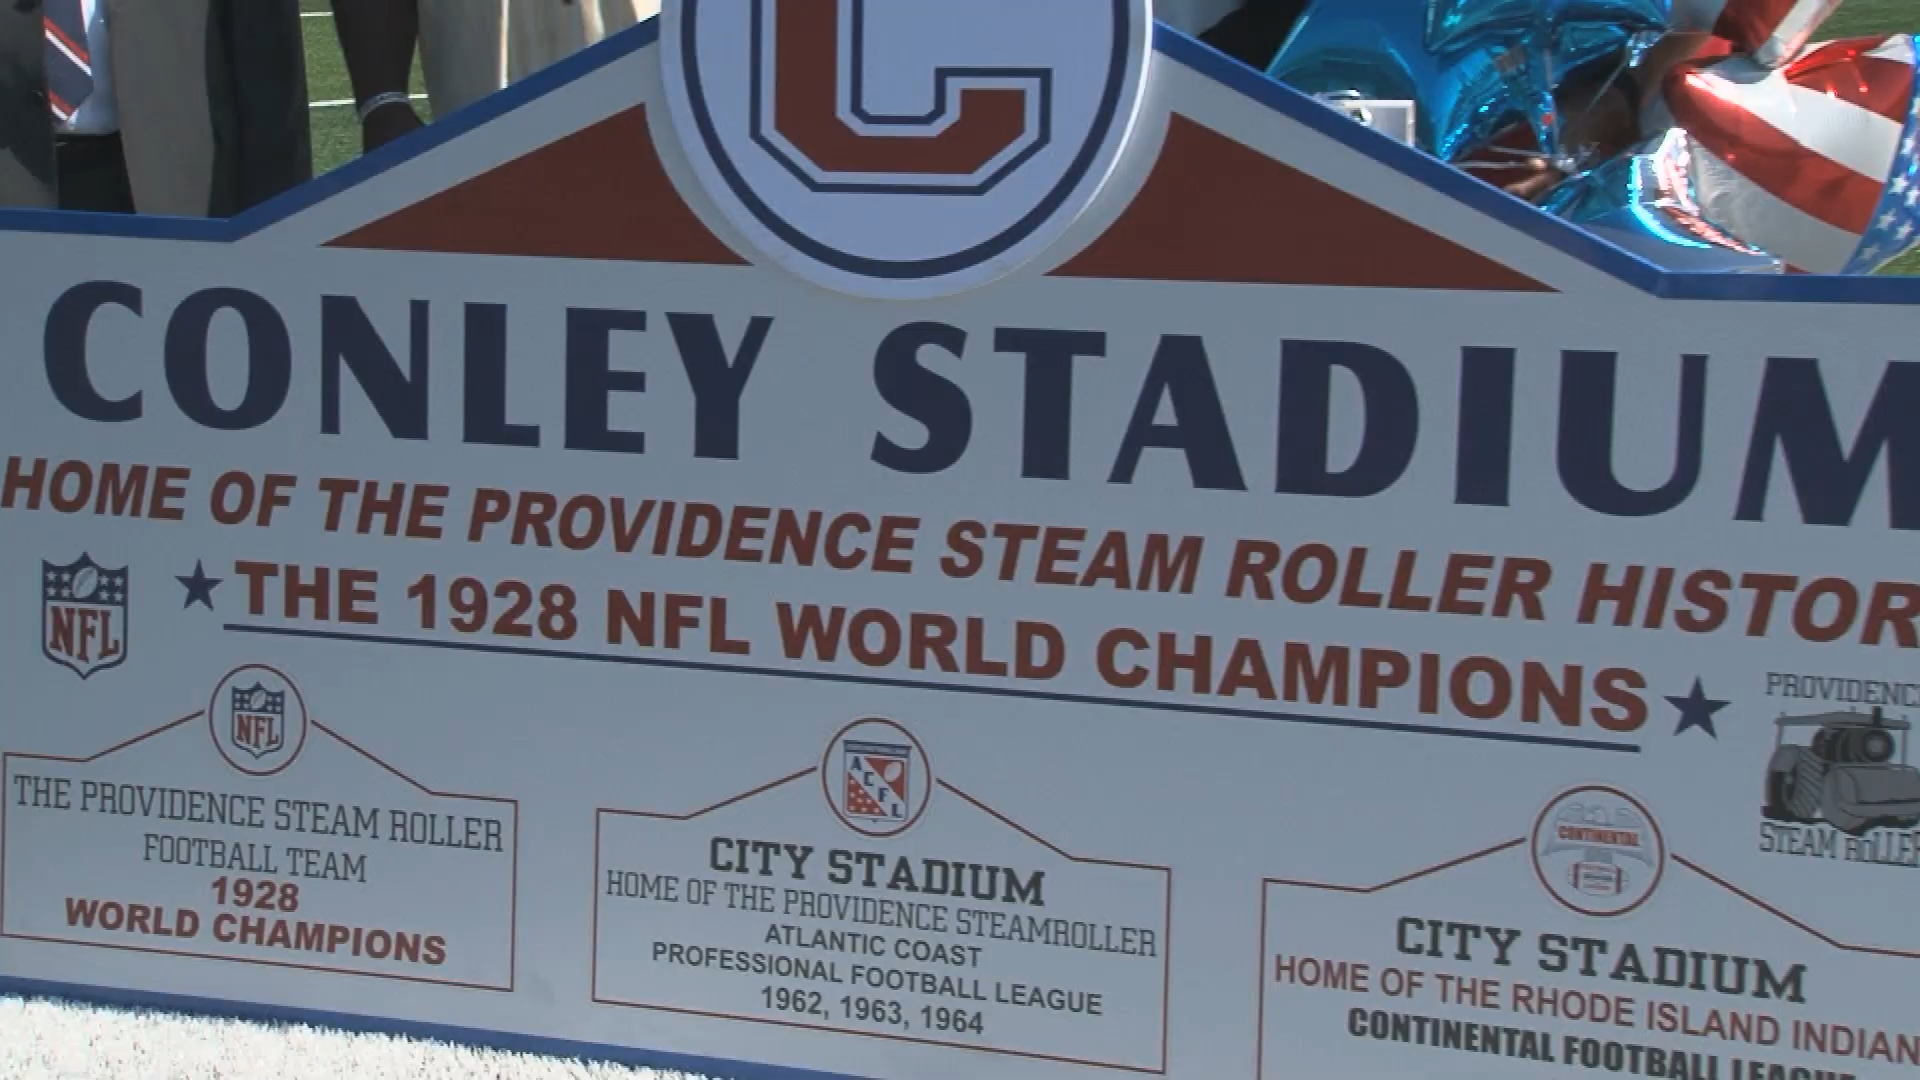 C
CONLEY STADIUM
HOME OF THE PROVIDENCE STEAM ROLLER HISTOR
THE 1928 NFL WORLD CHAMPIONS
NFL
PROVIDENC
STEAM ROLLER
NFL
THE PROVIDENCE STEAM ROLLER
FOOTBALL TEAM
1928
WORLD CHAMPIONS
ACFL
CITY STADIUM
HOME OF THE PROVIDENCE STEAMROLLER
ATLANTIC COAST
PROFESSIONAL FOOTBALL LEAGUE
1962, 1963, 1964
CONTINENTAL
CITY STADIUM
HOME OF THE RHODE ISLAND INDIAN
CONTINENTAL FOOTBALL LEAGUE